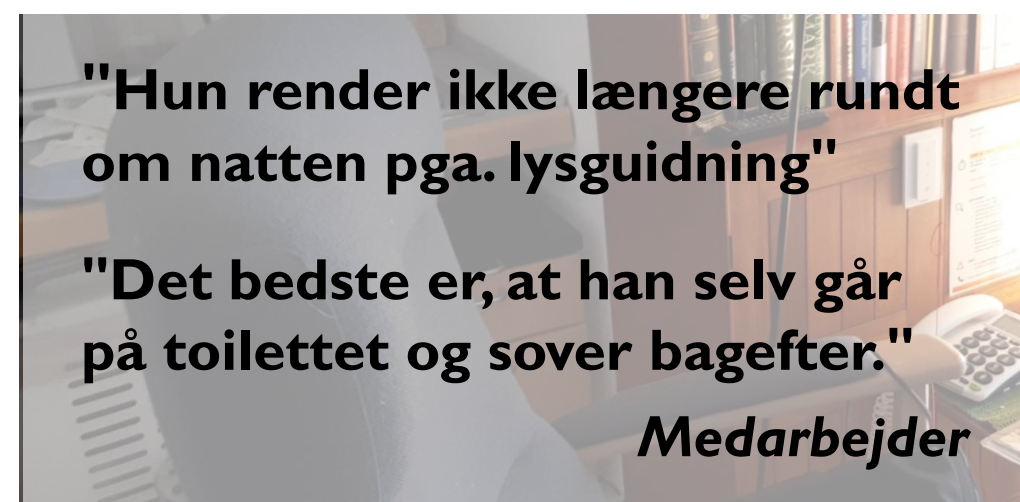 "Hun render ikke længere rundt
om natten pga. lysguidning"
"Det bedste er, at han selv går
på toilettet og sover bagefter."
Medarbejder